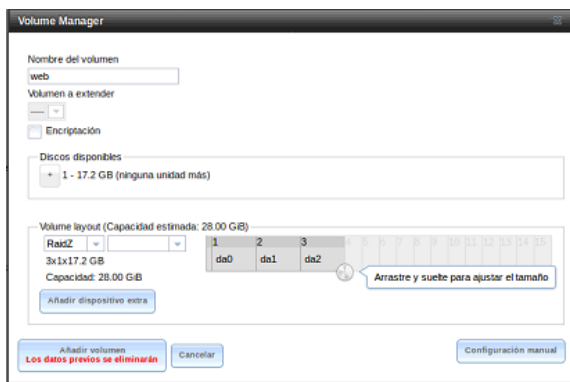 Volume Manager
Nombre del volumen
web
Volumen a extender
-----
Encriptación
Discos disponibles
+ 1 - 17.2 GB (ninguna unidad más)
Volume layout (Capacidad estimada: 28.00 GiB)
RaidZ
1 2 3 4 5 6 7 8 9 10 11 12 13 14 15
3x1x17.2 GB
da0 da1 da2
Capacidad: 28.00 GiB
Arrastre y suelte para ajustar el tamaño
Añadir dispositivo extra
Añadir volumen
Los datos previos se eliminarán
Cancelar
Configuración manual